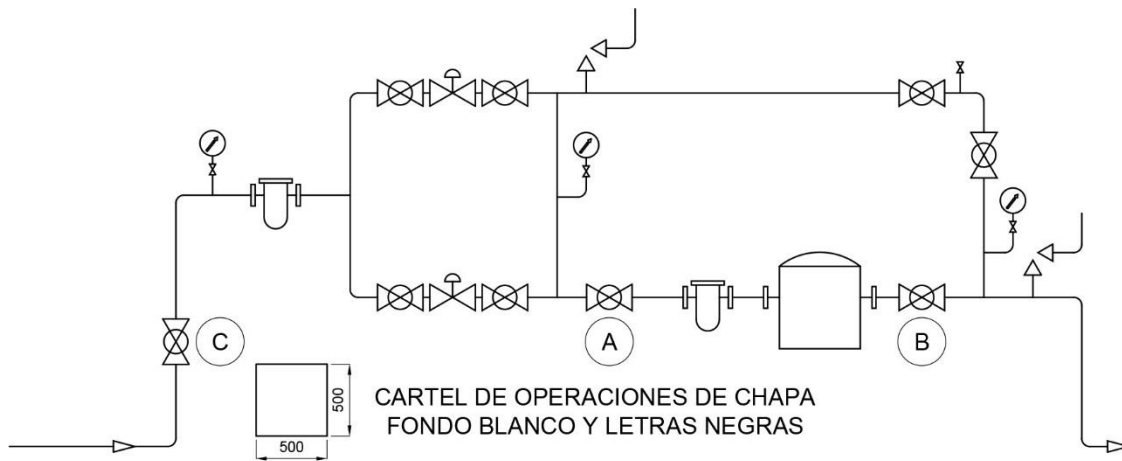 C
A
B
500
500
CARTEL DE OPERACIONES DE CHAPA
FONDO BLANCO Y LETRAS NEGRAS